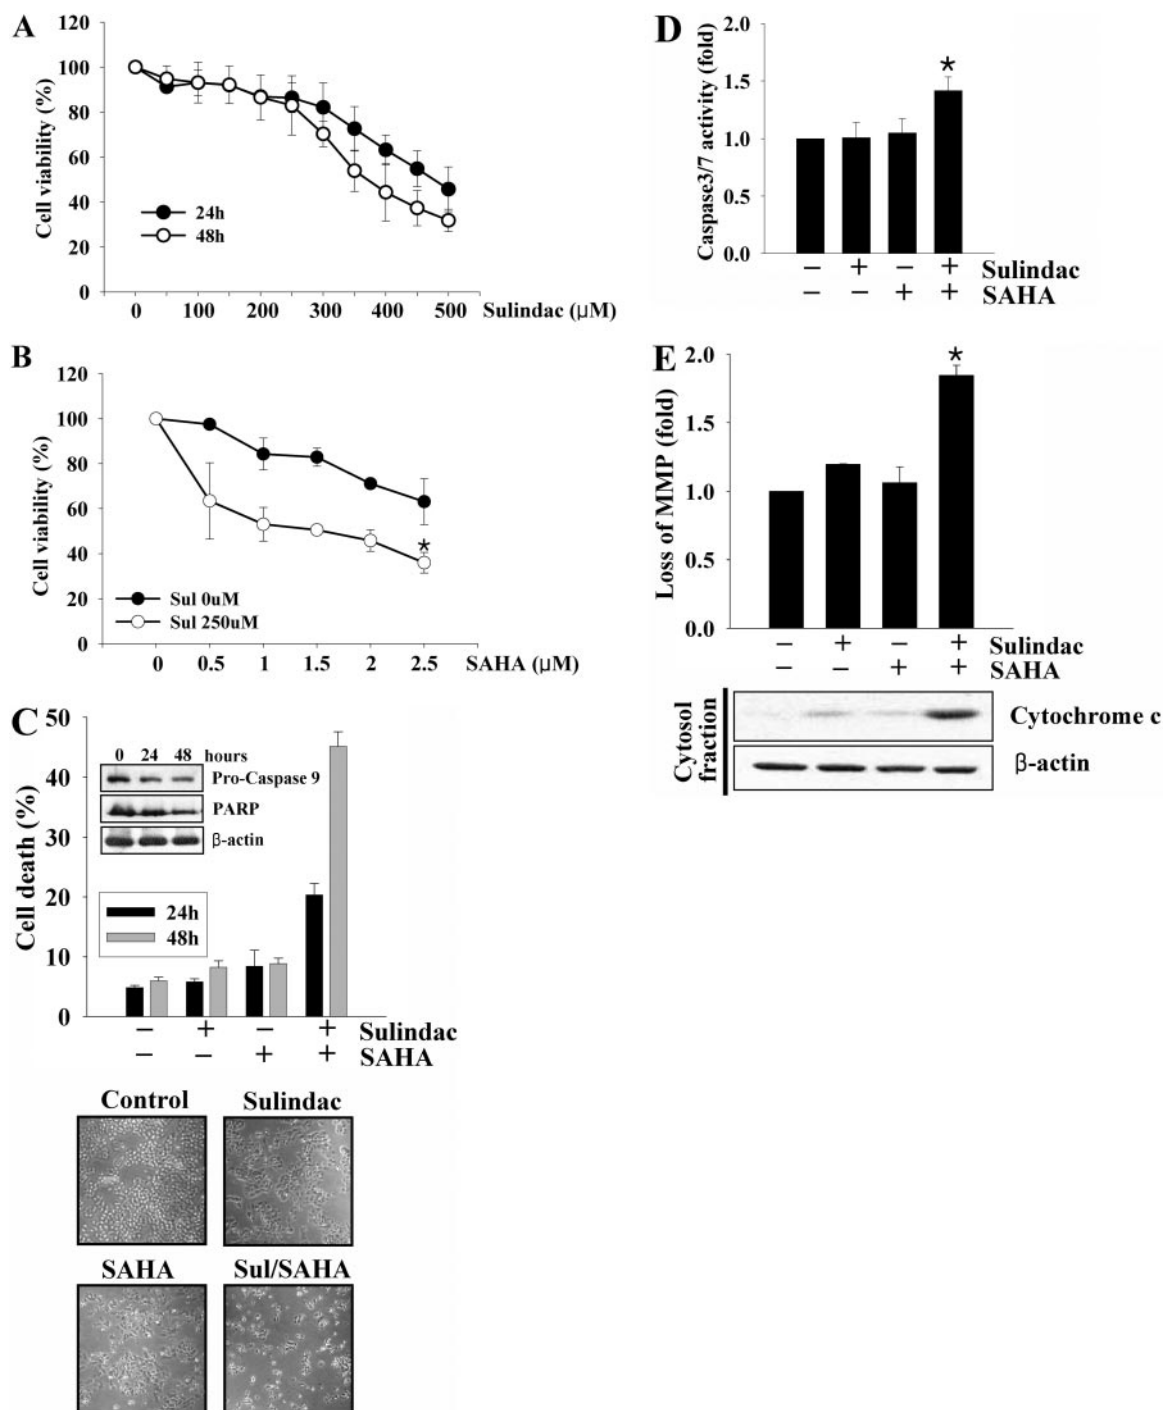 A
120
100
80
60
40
20
0
Cell viability (%)
24h
48h
0 100 200 300 400 500 Sulindac (μM)
B
120
100
80
60
40
20
0
Cell viability (%)
*
Sul 0uM
Sul 250uM
0 0.5 1 1.5 2 2.5 SAHA (μM)
C
50
40
30
20
10
0
Cell death (%)
0 24 48 hours
Pro-Caspase 9
PARP
β-actin
24h
48h
− + − + Sulindac
− − + + SAHA
Control Sulindac
SAHA Sul/SAHA
D
2.0
1.5
1.0
0.5
0.0
Caspase3/7 activity (fold)
*
− + − + Sulindac
− − + + SAHA
E
2.0
1.5
1.0
0.5
0.0
Loss of MMP (fold)
*
− + − + Sulindac
− − + + SAHA
Cytosol
fraction
Cytochrome c
β-actin